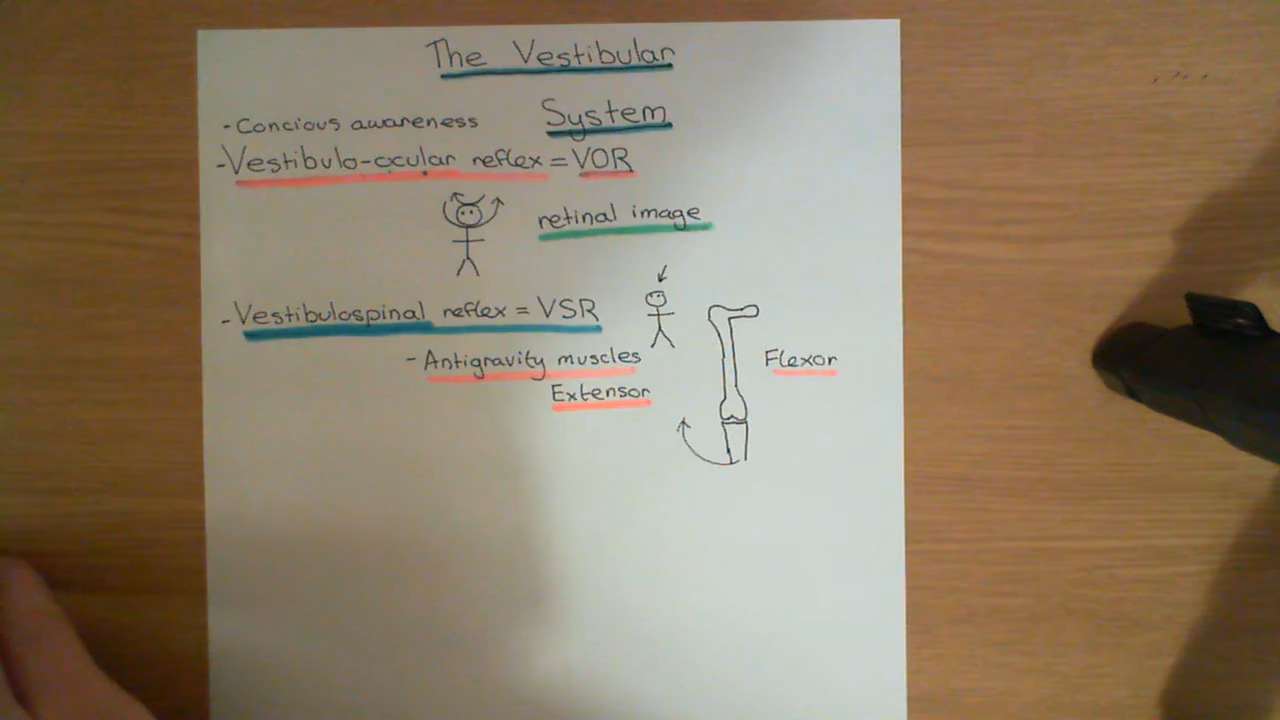 The Vestibular
System
- Concious awareness
- Vestibulo-ocular reflex = VOR
retinal image
- Vestibulospinal reflex = VSR
- Antigravity muscles
Extensor
Flexor